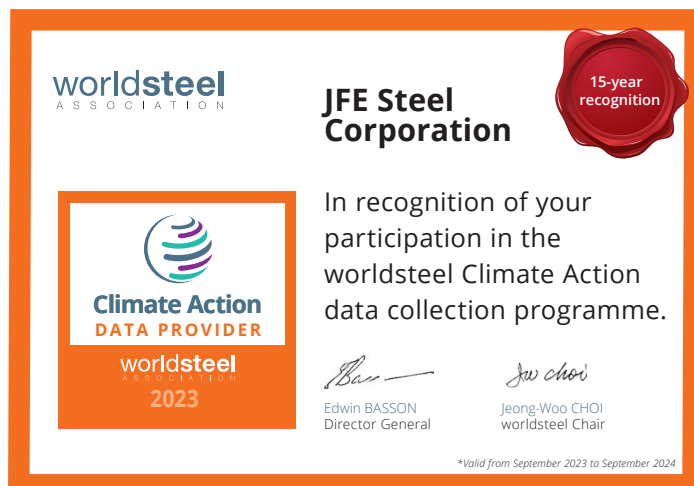 worldsteel
ASSOCIATION
JFE Steel
Corporation
15-year
recognition
In recognition of your
participation in the
worldsteel Climate Action
data collection programme.
Climate Action
DATA PROVIDER
worldsteel
ASSOCIATION
2023
Edwin BASSON
Director General
Jeong-Woo CHOI
worldsteel Chair
*Valid from September 2023 to September 2024